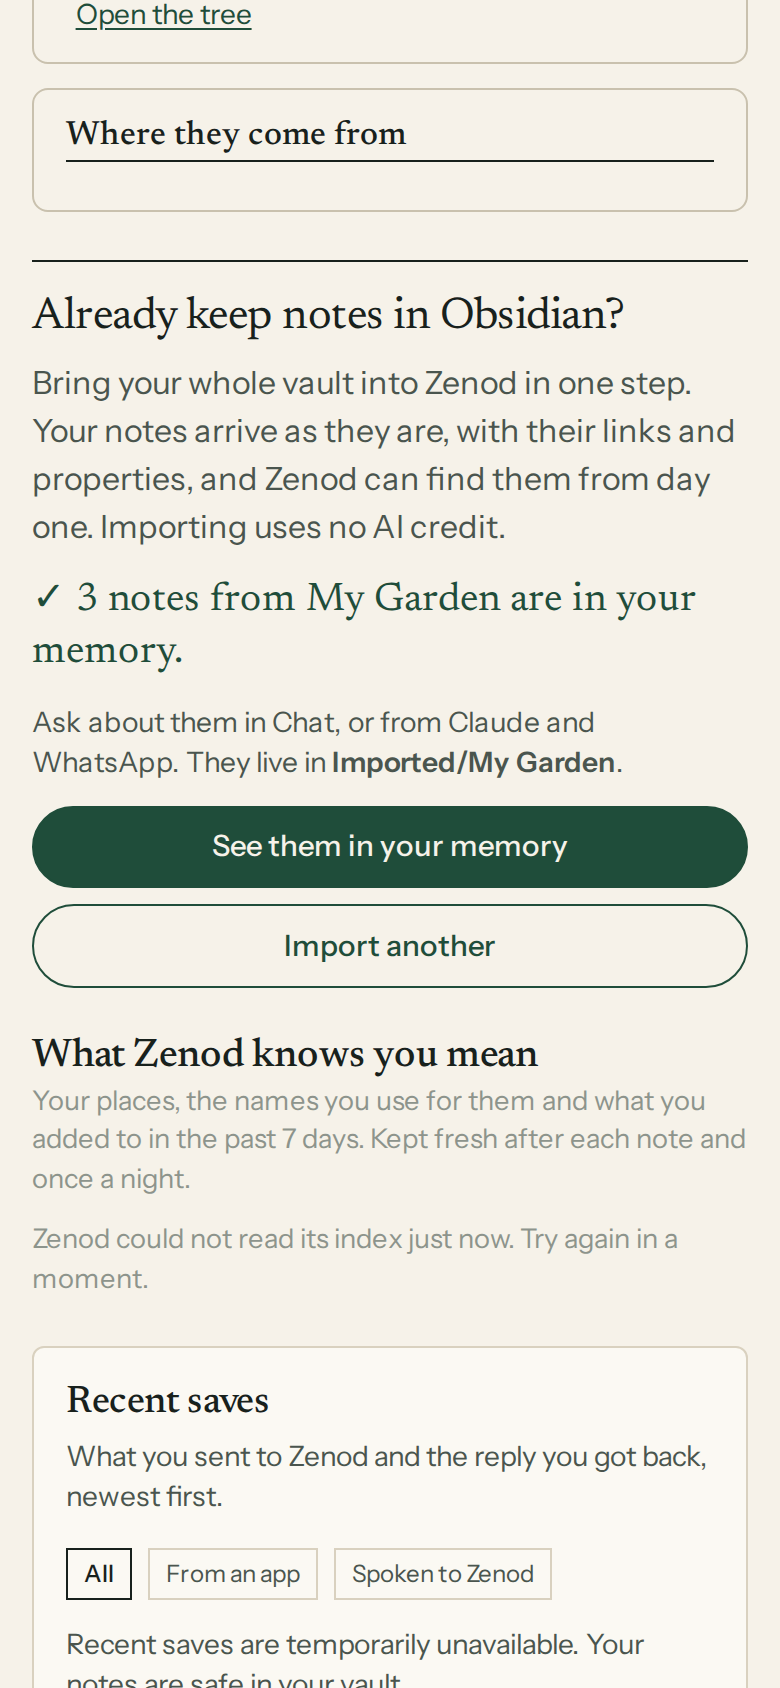 Open the tree
Where they come from
Already keep notes in Obsidian?
Bring your whole vault into Zenod in one step.
Your notes arrive as they are, with their links and
properties, and Zenod can find them from day
one. Importing uses no AI credit.
✓ 3 notes from My Garden are in your
memory.
Ask about them in Chat, or from Claude and
WhatsApp. They live in Imported/My Garden.
See them in your memory
Import another
What Zenod knows you mean
Your places, the names you use for them and what you
added to in the past 7 days. Kept fresh after each note and
once a night.
Zenod could not read its index just now. Try again in a
moment.
Recent saves
What you sent to Zenod and the reply you got back,
newest first.
All
From an app
Spoken to Zenod
Recent saves are temporarily unavailable. Your
notes are safe in your vault.